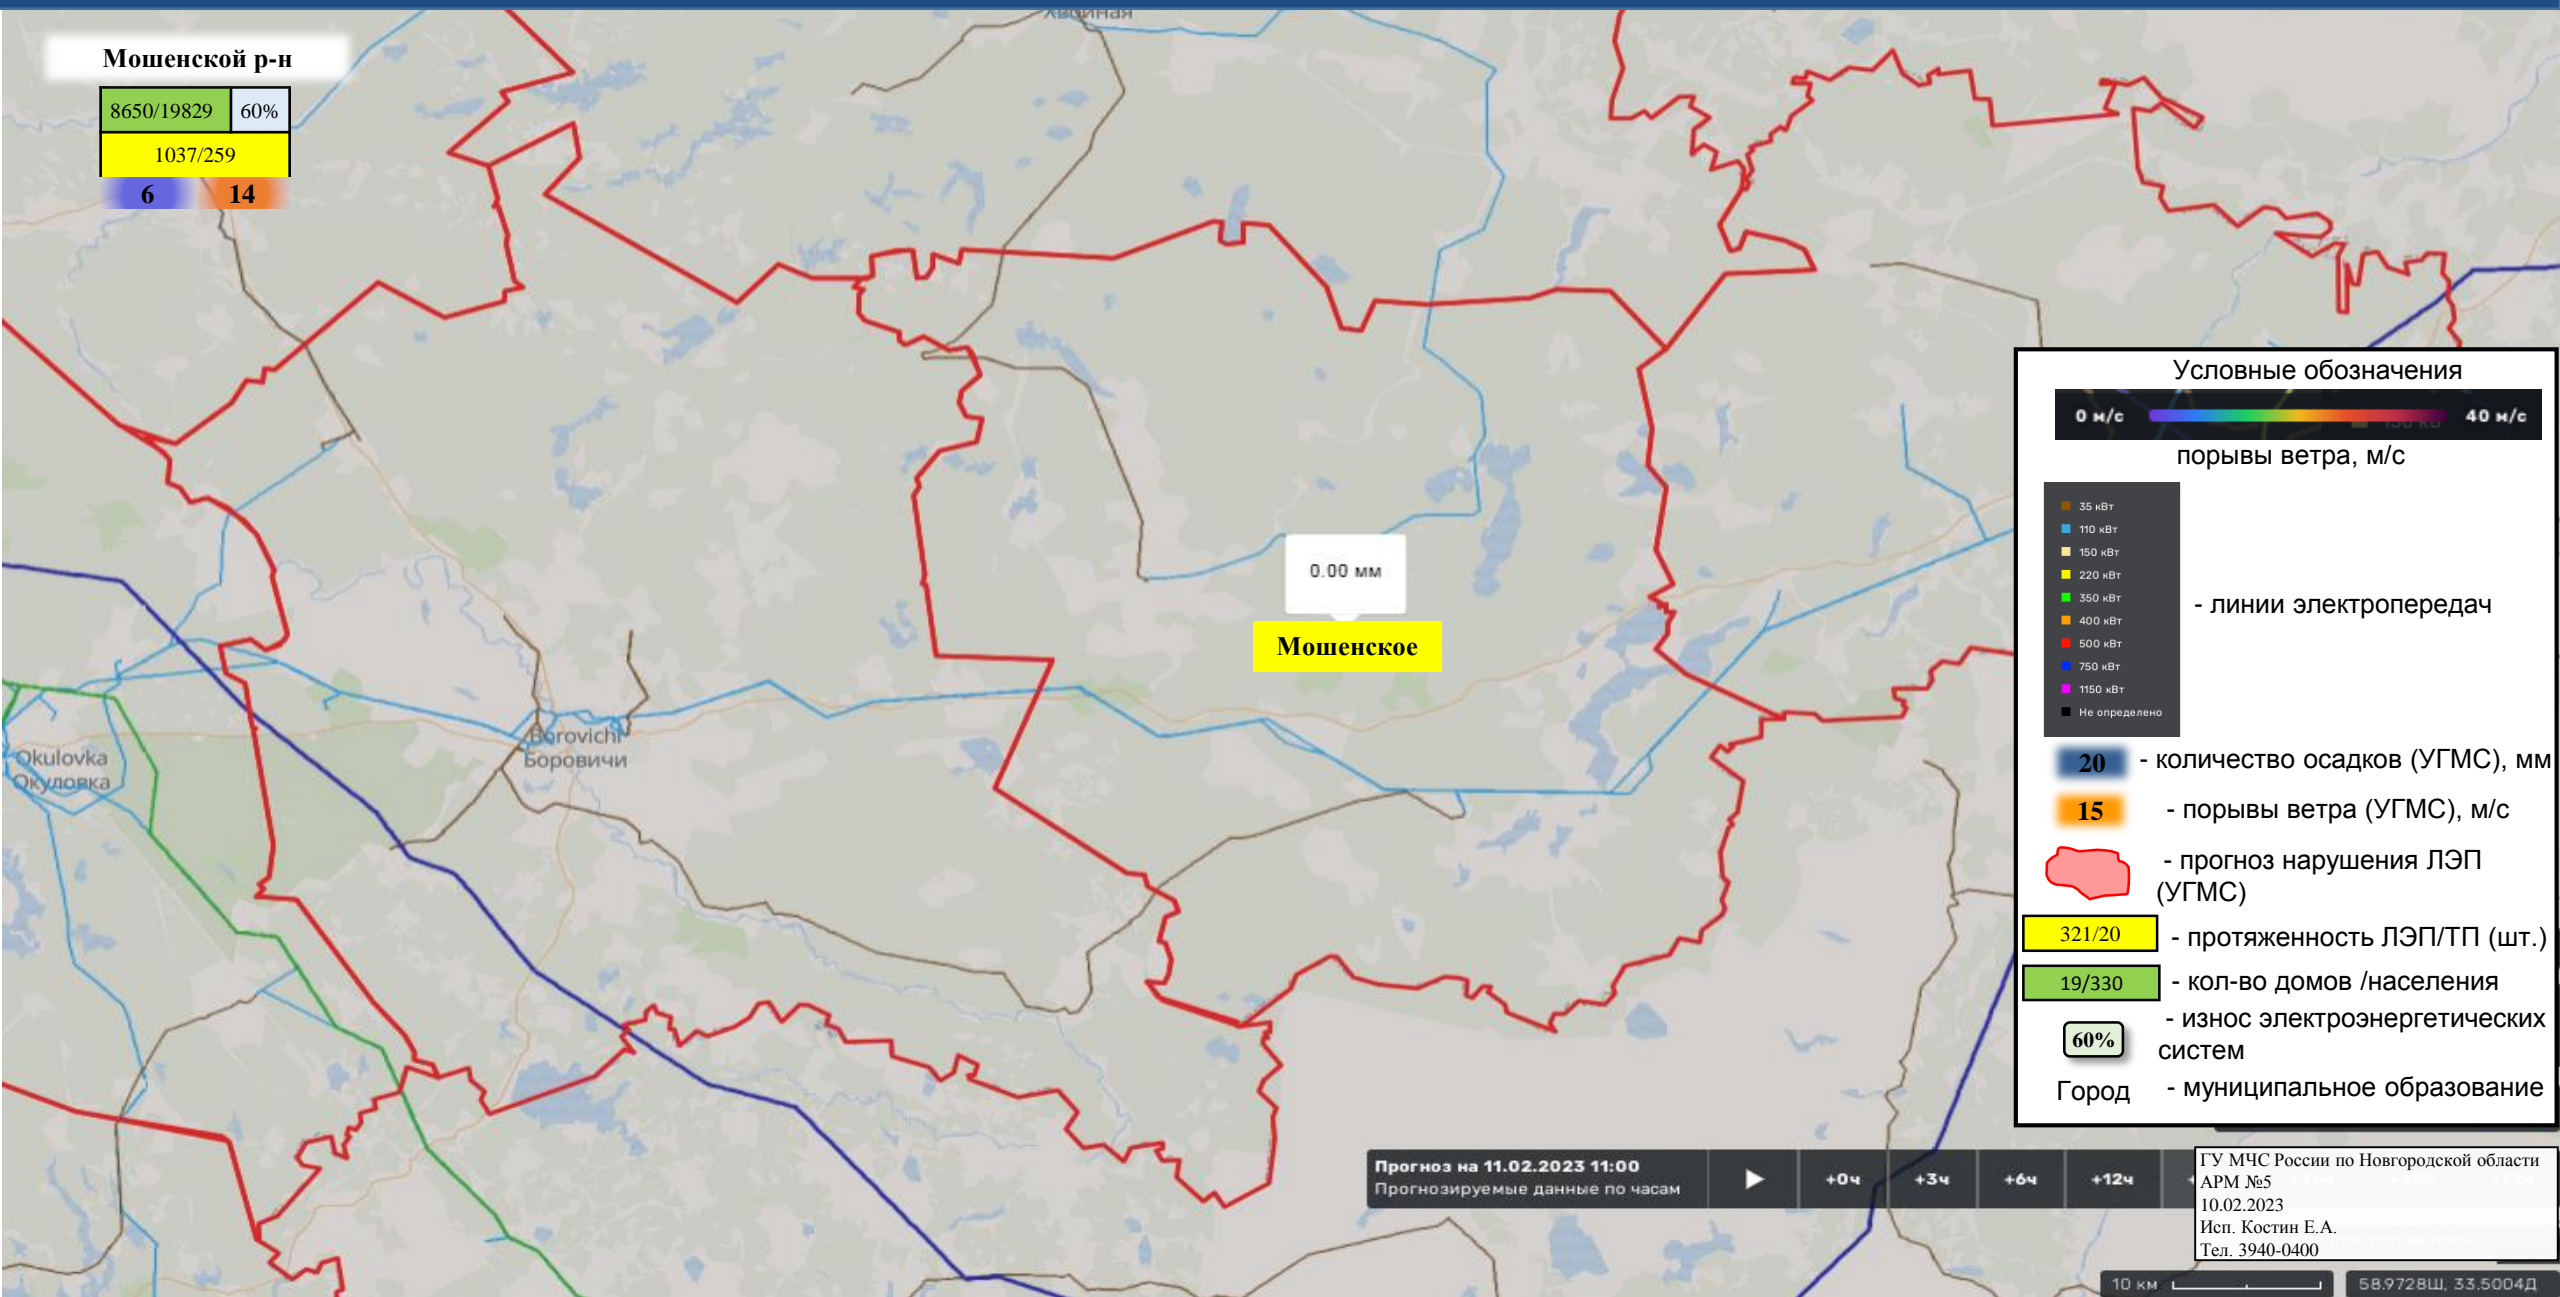 Хвойная
Мошенской р-н
8650/19829 60%
1037/259
6 14
0.00 мм
Мошенское
Borovichi
Боровичи
Okulovka
Окуловка
Условные обозначения
0 м/с 40 м/с
порывы ветра, м/с
35 кВт
110 кВт
150 кВт
220 кВт
350 кВт
400 кВт
500 кВт
750 кВт
1150 кВт
Не определено
- линии электропередач
20 - количество осадков (УГМС), мм
15 - порывы ветра (УГМС), м/с
- прогноз нарушения ЛЭП
(УГМС)
321/20 - протяженность ЛЭП/ТП (шт.)
19/330 - кол-во домов /населения
60% - износ электроэнергетических
систем
Город - муниципальное образование
Прогноз на 11.02.2023 11:00
Прогнозируемые данные по часам
+0ч +3ч +6ч +12ч
ГУ МЧС России по Новгородской области
АРМ №5
10.02.2023
Исп. Костин Е.А.
Тел. 3940-0400
10 км
58.9728Ш, 33.5004Д